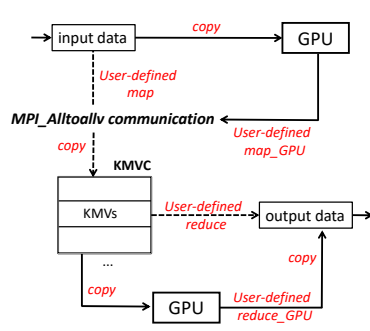 copy
input data
GPU
User-defined
map
MPI_Alltoallv communication
User-defined
map_GPU
copy
KMVC
KMVs
User-defined
reduce
output data
...
copy
copy
GPU
User-defined
reduce_GPU